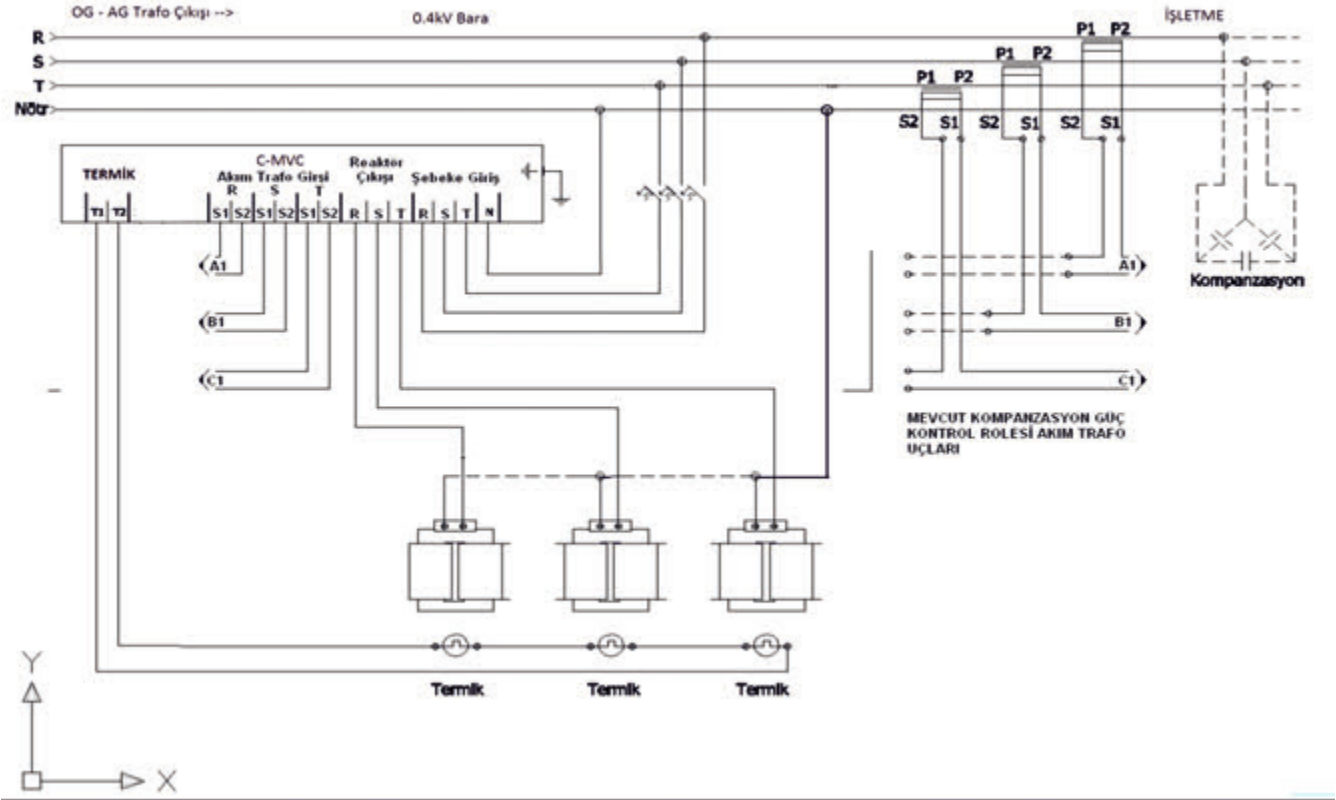 OG - AG Trafo Çıkışı -->
0.4kV Bara
İŞLETME
R
S
T
Nötr
P1 P2
P1 P2
P1 P2
S2 S1
S2 S1
S2 S1
TERMİK
C-MVC
Akım Trafo Girşi
R S T
Reaktör
Çıkışı
Şebeke Giriş
T1 T2
S1 S2 S1 S2 S1 S2 R S T R S T N
A1
B1
C1
A1
B1
C1
Kompanzasyon
MEVCUT KOMPANZASYON GÜÇ
KONTROL ROLESİ AKIM TRAFO
UÇLARI
Termik
Termik
Termik
Y
X